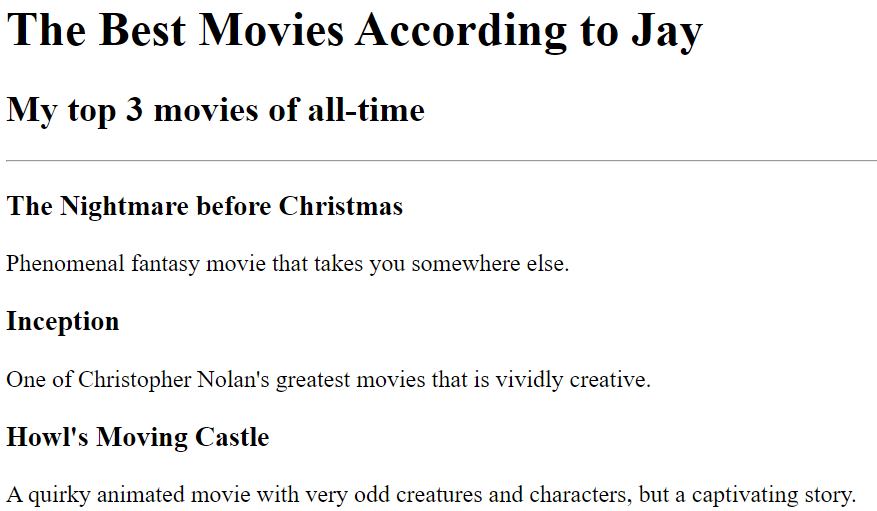 The Best Movies According to Jay
My top 3 movies of all-time
The Nightmare before Christmas
Phenomenal fantasy movie that takes you somewhere else.
Inception
One of Christopher Nolan's greatest movies that is vividly creative.
Howl's Moving Castle
A quirky animated movie with very odd creatures and characters, but a captivating story.